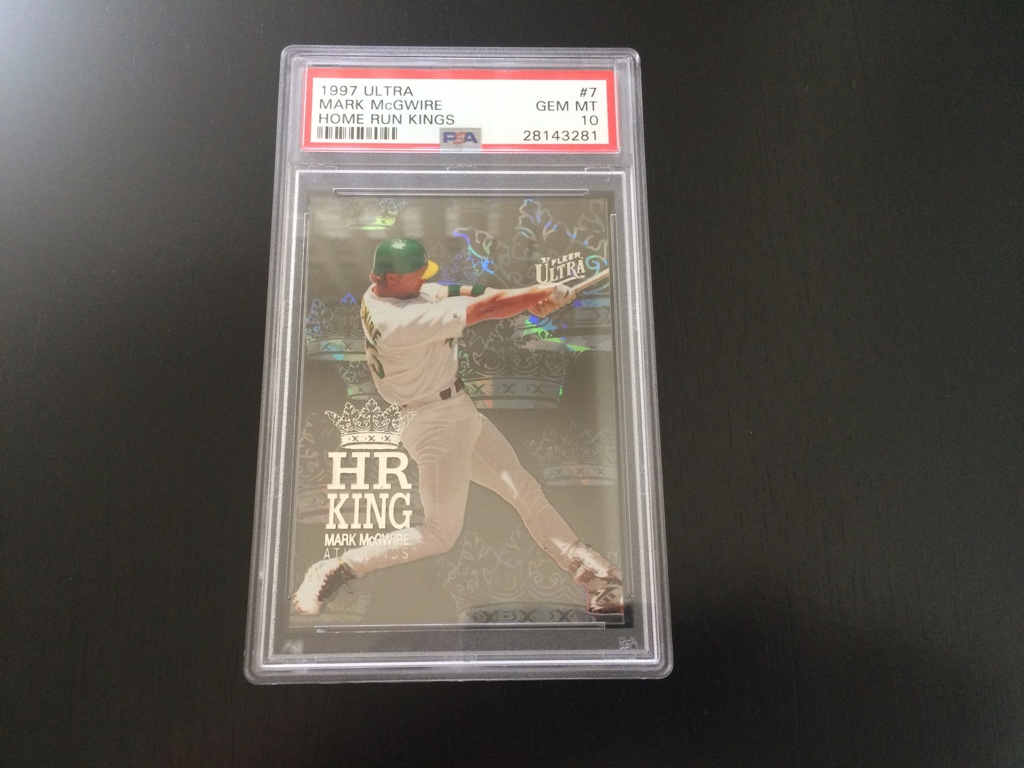 1997 ULTRA #7
MARK McGWIRE GEM MT
HOME RUN KINGS 10
PSA 28143281
FLEER
ULTRA
HR
KING
MARK McGWIRE
ATHLETICS